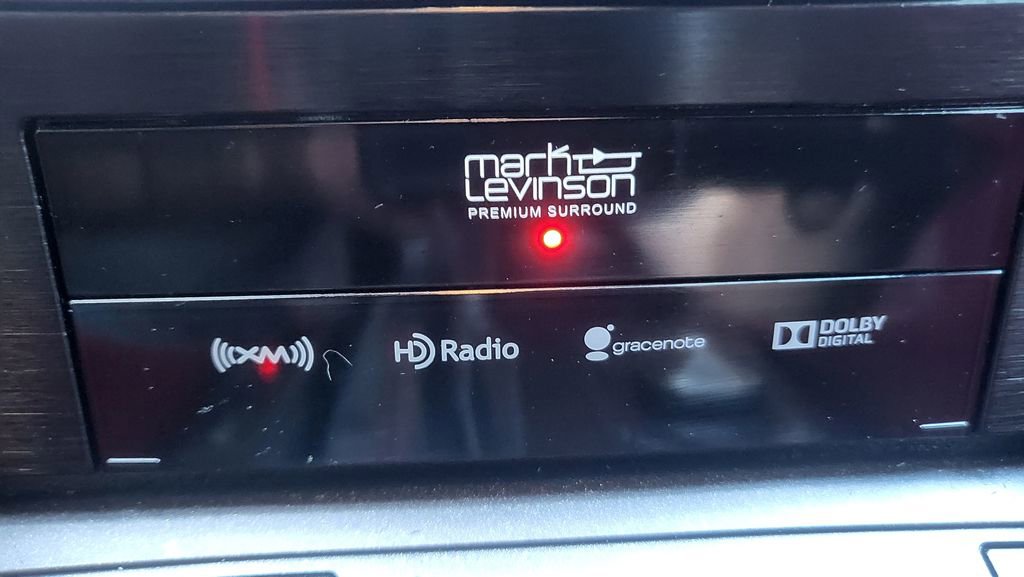 mark
Levinson
PREMIUM SURROUND
((XM)) HD Radio gracenote DOLBY
DIGITAL